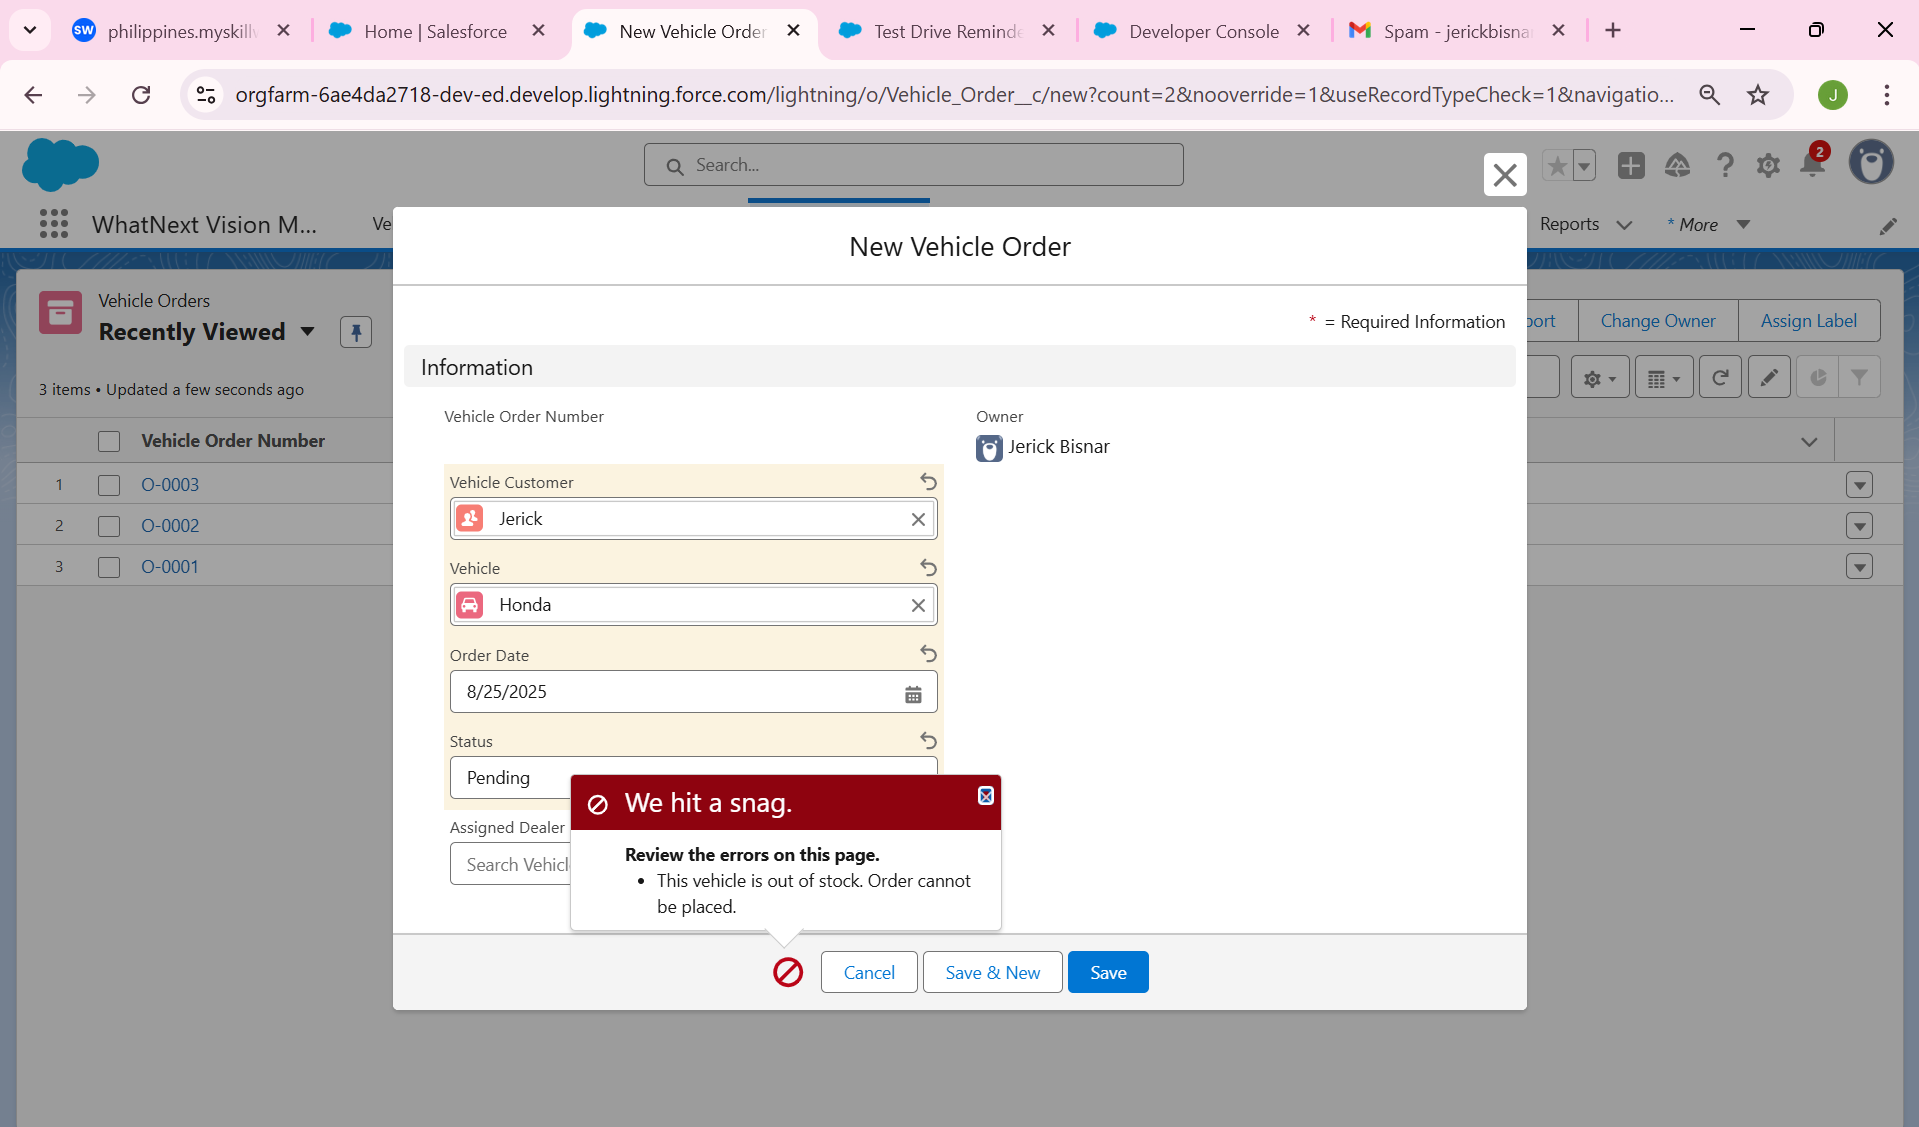 SW philippines.myskillw
Home | Salesforce
New Vehicle Order
Test Drive Reminde
Developer Console
Spam - jerickbisnar
orgfarm-6ae4da2718-dev-ed.develop.lightning.force.com/lightning/o/Vehicle_Order__c/new?count=2&nooverride=1&useRecordTypeCheck=1&navigatio...
J
Search...
2
WhatNext Vision M...
Ve
Reports
* More
New Vehicle Order
* = Required Information
Vehicle Orders
Recently Viewed
port
Change Owner
Assign Label
3 items • Updated a few seconds ago
Information
Vehicle Order Number
Owner
Jerick Bisnar
Vehicle Order Number
1 O-0003
2 O-0002
3 O-0001
Vehicle Customer
Jerick
Vehicle
Honda
Order Date
8/25/2025
Status
Pending
Assigned Dealer
Search Vehicl
We hit a snag.
Review the errors on this page.
• This vehicle is out of stock. Order cannot
be placed.
Cancel
Save & New
Save